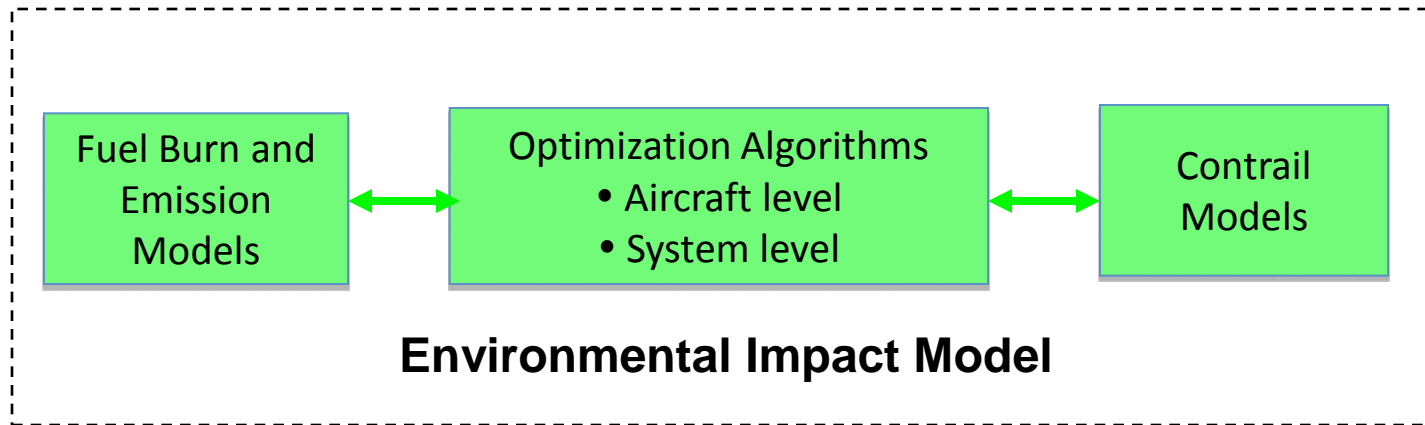 Fuel Burn and
Emission
Models
Optimization Algorithms
• Aircraft level
• System level
Contrail
Models
Environmental Impact Model